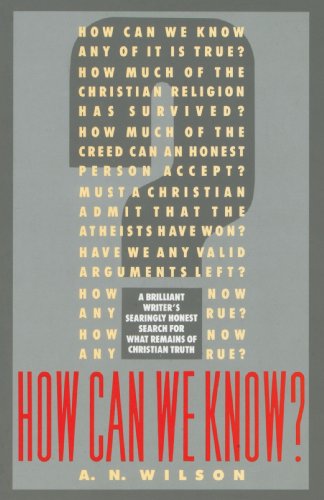 HOW CAN WE KNOW
ANY OF IT IS TRUE?
HOW MUCH OF THE
CHRISTIAN RELIGION
HAS SURVIVED?
HOW MUCH OF THE
CREED CAN AN HONEST
PERSON ACCEPT?
MUST A CHRISTIAN
ADMIT THAT THE
ATHEISTS HAVE WON?
HAVE WE ANY VALID
ARGUMENTS LEFT?
HOW NOW
ANY RUE?
HOW NOW
ANY RUE?
A BRILLIANT
WRITER'S
SEARINGLY HONEST
SEARCH FOR
WHAT REMAINS OF
CHRISTIAN TRUTH
HOW CAN WE KNOW?
A. N. WILSON